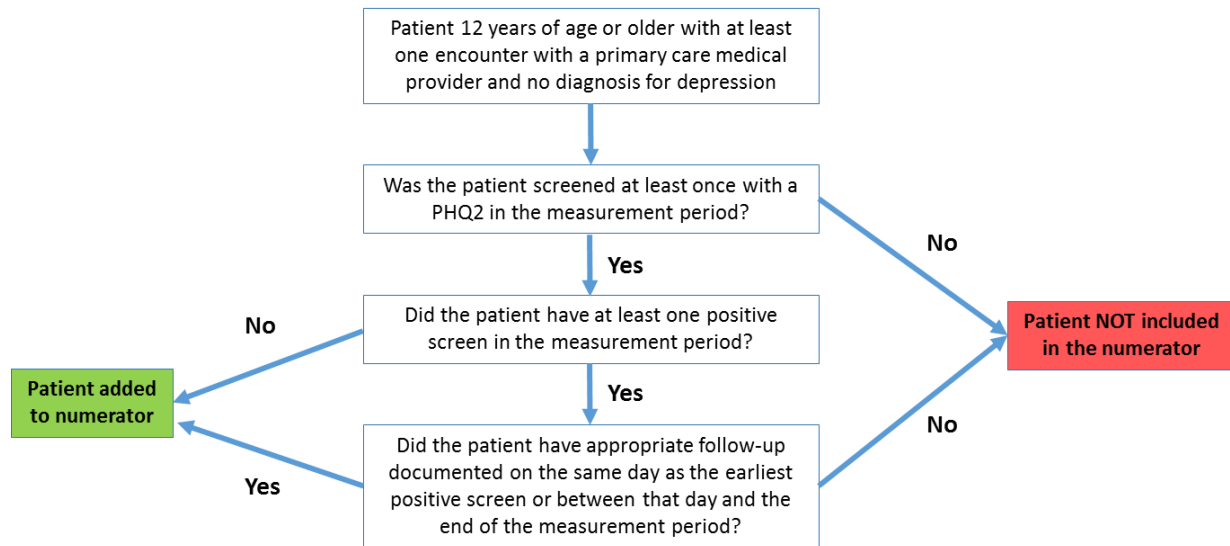 Patient 12 years of age or older with at least
one encounter with a primary care medical
provider and no diagnosis for depression
Was the patient screened at least once with a
PHQ2 in the measurement period?
No
Yes
Did the patient have at least one positive
screen in the measurement period?
No
Patient NOT included
in the numerator
Patient added
to numerator
Yes
No
Did the patient have appropriate follow-up
documented on the same day as the earliest
positive screen or between that day and the
end of the measurement period?
Yes